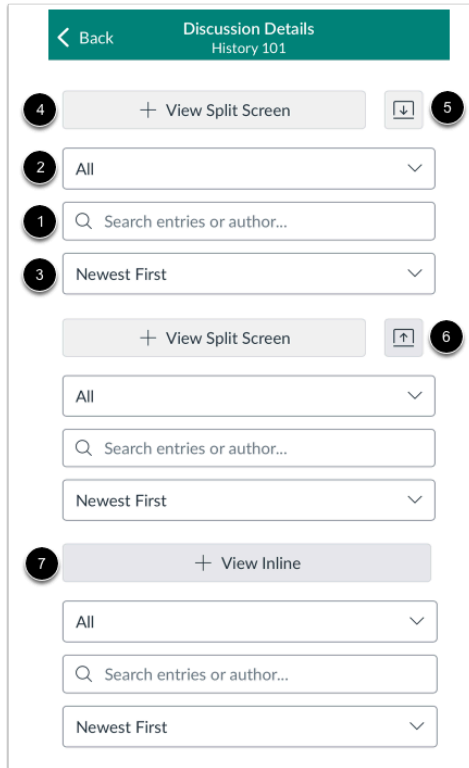 Back
Discussion Details
History 101
4 + View Split Screen 5
2 All
1 Search entries or author...
3 Newest First
+ View Split Screen 6
All
Search entries or author...
Newest First
7 + View Inline
All
Search entries or author...
Newest First